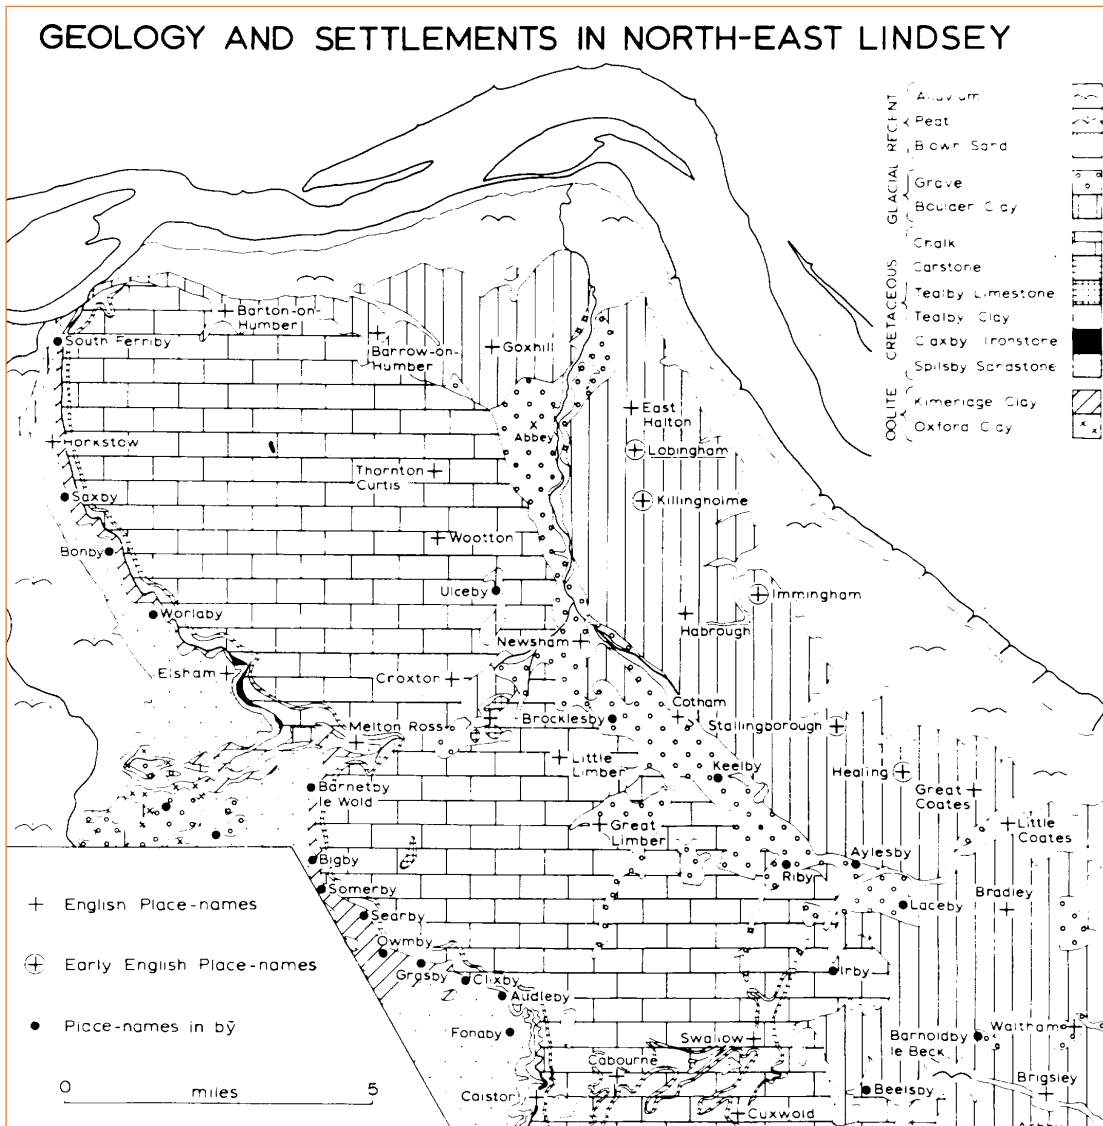 GEOLOGY AND SETTLEMENTS IN NORTH-EAST LINDSEY
RECENT
Alluvium
Peat
Blown Sand
GLACIAL
Grave
Boulder Clay
CRETACEOUS
Chalk
Carstone
Tealby Limestone
Tealby Clay
Claxby Ironstone
Spilsby Sandstone
OOLITE
Kimeridge Clay
Oxford Clay
Barton-on-
Humber
South Ferriby
Barrow-on-
Humber
Goxhill
East
Halton
Abbey
Horkstow
Lobingham
Thornton
Curtis
Saxby
Killingholme
Wootton
Bonby
Ulceby
Immingham
Worlaby
Habrough
Newsham
Elsham
Croxton
Cotham
Melton Ross
Brocklesby
Stallingborough
Little
Limber
Keelby
Healing
Barnetby
le Wold
Great
Coates
Great
Limber
Little
Coates
Bigby
Aylesby
Riby
Somerby
Bradley
Laceby
Searby
Owmby
Grasby
Clixby
Irby
Audleby
Fonaby
Swallow
Barnoldby
le Beck
Waltham
Cabourne
Caistor
Beelsby
Brigsley
Cuxwold
English Place-names
Early English Place-names
Place-names in bȳ
0 5
miles